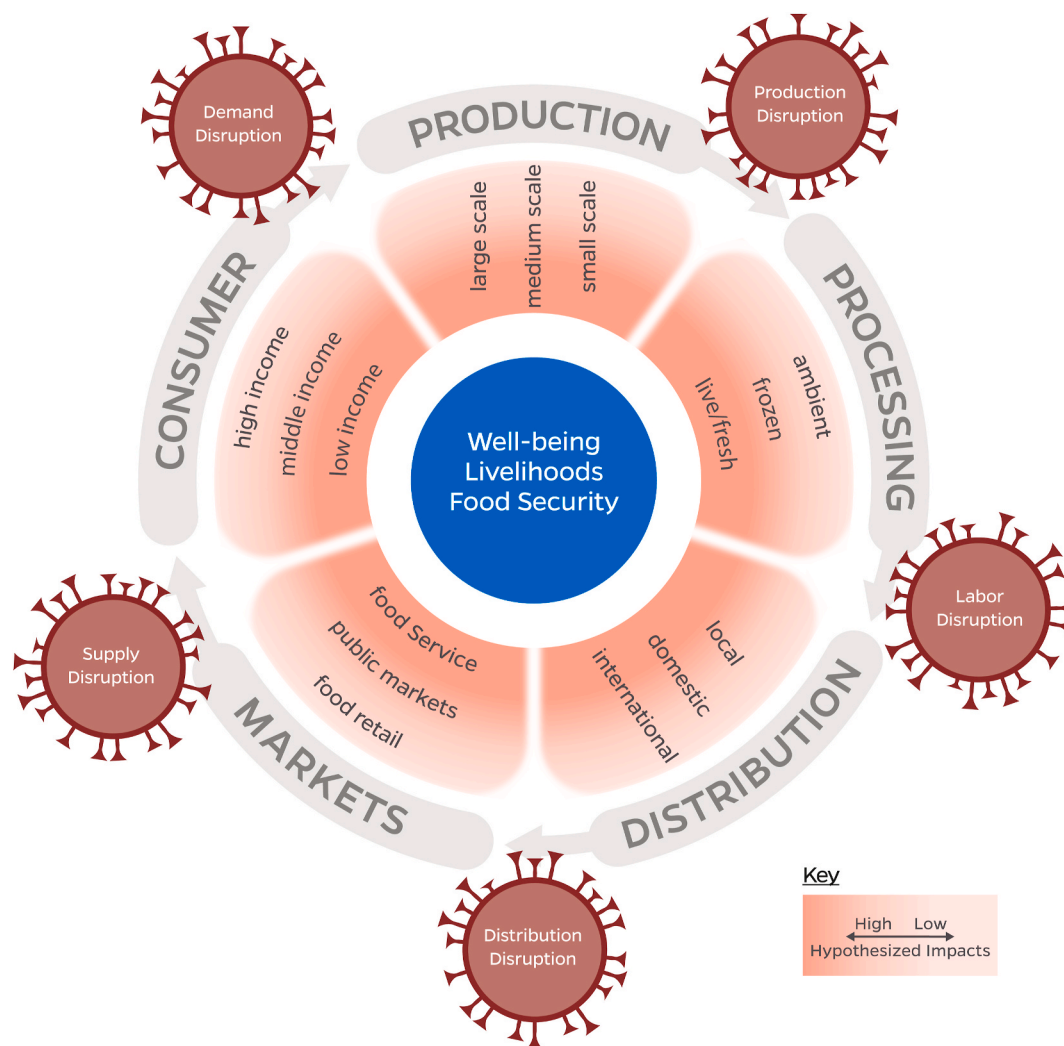 Demand
Disruption
Production
Disruption
PRODUCTION
large scale
medium scale
small scale
PROCESSING
live/fresh
frozen
ambient
Labor
Disruption
DISTRIBUTION
local
domestic
international
Distribution
Disruption
MARKETS
food Service
public markets
food retail
Supply
Disruption
CONSUMER
high income
middle income
low income
Well-being
Livelihoods
Food Security
Key
High Low
Hypothesized Impacts